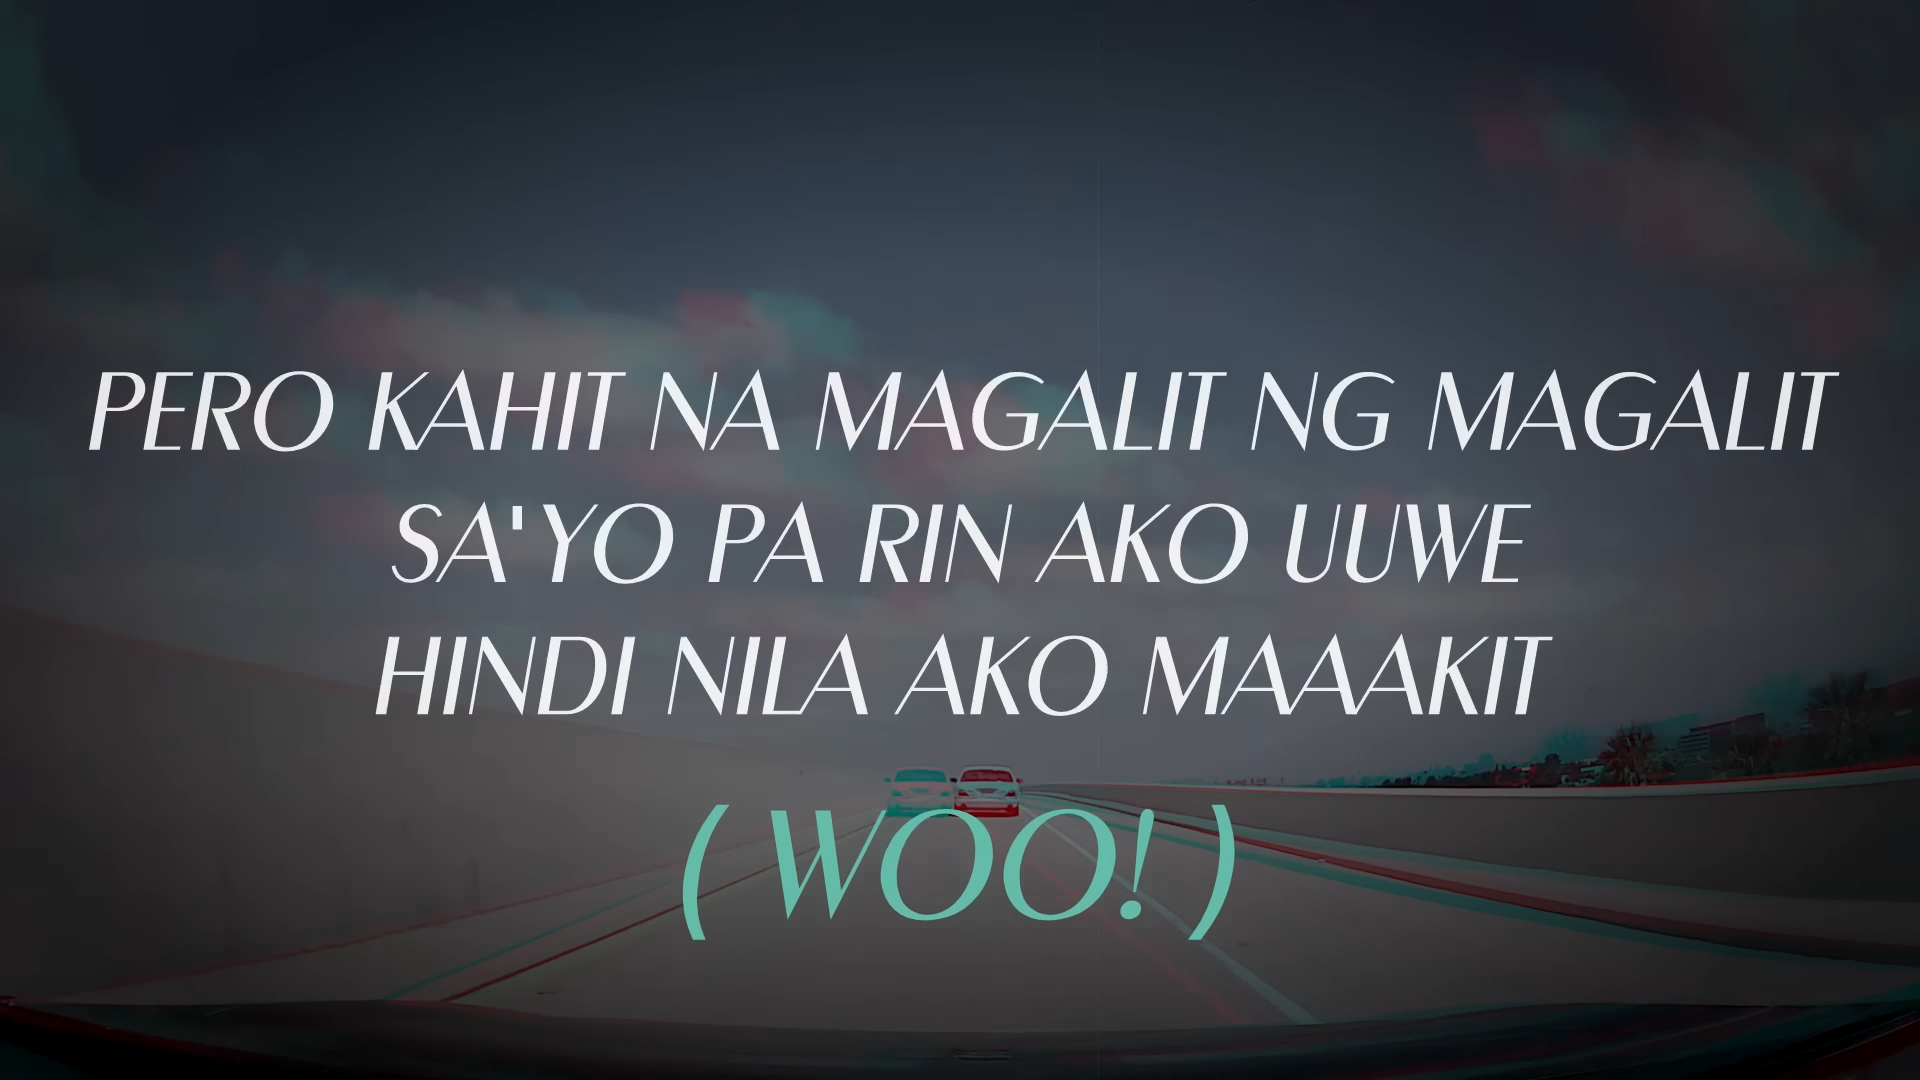 PERO KAHIT NA MAGALIT NG MAGALIT
SA'YO PA RIN AKO UUWE
HINDI NILA AKO MAAAKIT
( WOO! )